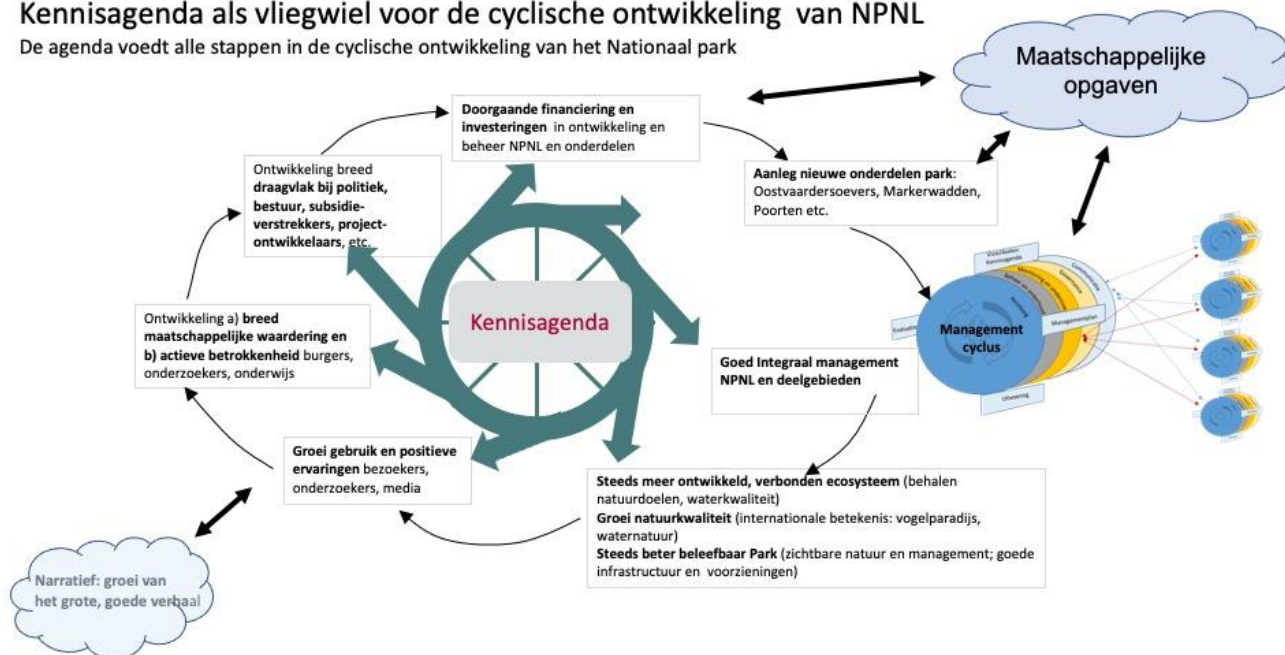 Kennisagenda als vliegwiel voor de cyclische ontwikkeling van NPNL
De agenda voedt alle stappen in de cyclische ontwikkeling van het Nationaal park
Maatschappelijke
opgaven
Doorgaande financiering en
investeringen in ontwikkeling en
beheer NPNL en onderdelen
Ontwikkeling breed
draagvlak bij politiek,
bestuur, subsidie-
verstrekkers, project-
ontwikkelaars, etc.
Aanleg nieuwe onderdelen park:
Oostvaardersoevers, Markerwadden,
Poorten etc.
Ontwikkeling a) breed
maatschappelijke waardering en
b) actieve betrokkenheid burgers,
onderzoekers, onderwijs
Kennisagenda
Kennisagenda
Managementplan
Management
cyclus
Uitvoering
Goed Integraal management
NPNL en deelgebieden
Groei gebruik en positieve
ervaringen bezoekers,
onderzoekers, media
Steeds meer ontwikkeld, verbonden ecosysteem (behalen
natuurdoelen, waterkwaliteit)
Groei natuurkwaliteit (internationale betekenis: vogelparadijs,
waternatuur)
Steeds beter beleefbaar Park (zichtbare natuur en management; goede
infrastructuur en voorzieningen)
Narratief: groei van
het grote, goede verhaal